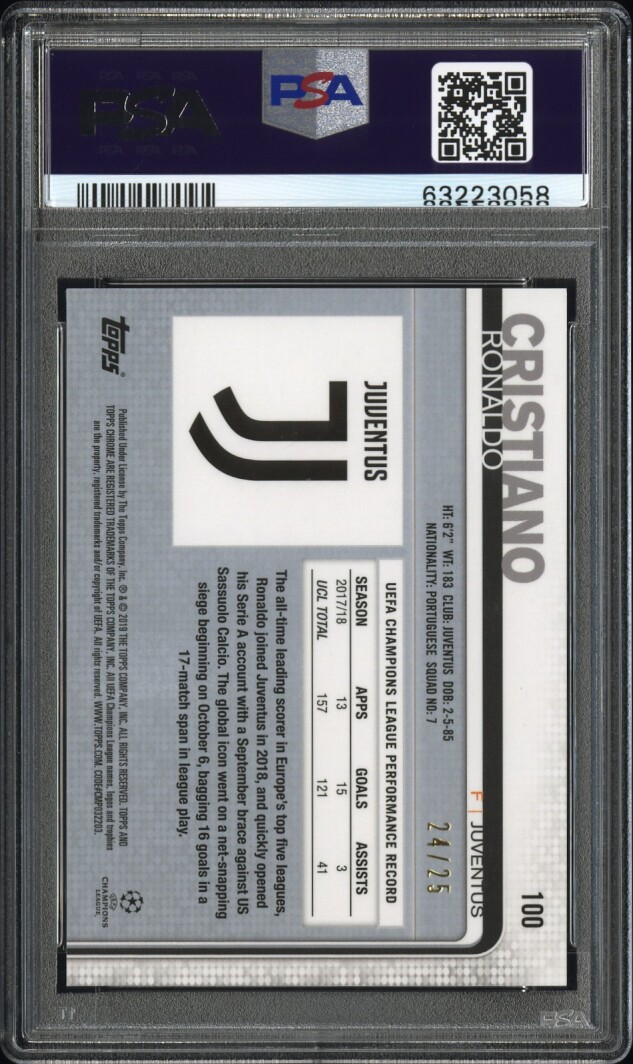 PSA
PSA
63223058
100
CRISTIANO
RONALDO
F | JUVENTUS
HT: 6'2" WT: 183 CLUB: JUVENTUS DOB: 2-5-85
NATIONALITY: PORTUGUESE SQUAD NO: 7
24/25
JUVENTUS
UEFA CHAMPIONS LEAGUE PERFORMANCE RECORD
SEASON APPS GOALS ASSISTS
2017/18 13 15 3
UCL TOTAL 157 121 41
The all-time leading scorer in Europe's top five leagues,
Ronaldo joined Juventus in 2018, and quickly opened
his Serie A account with a September brace against US
Sassuolo Calcio. The global icon went on a net-snapping
siege beginning on October 6, bagging 16 goals in a
17-match span in league play.
topps®
Published Under License by The Topps Company, Inc. ® & © 2019 THE TOPPS COMPANY, INC. ALL RIGHTS RESERVED. TOPPS AND
TOPPS CHROME ARE REGISTERED TRADEMARKS OF THE TOPPS COMPANY, INC. All UEFA Champions League names, logos and trophies
are the property, registered trademarks and/or copyright of UEFA. All rights reserved. WWW.TOPPS.COM. CODE#CMP032203.
UEFA
CHAMPIONS
LEAGUE
PSA